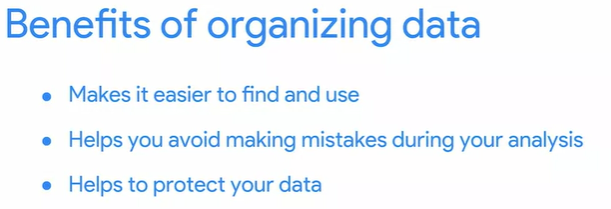 Benefits of organizing data
• Makes it easier to find and use
• Helps you avoid making mistakes during your analysis
• Helps to protect your data